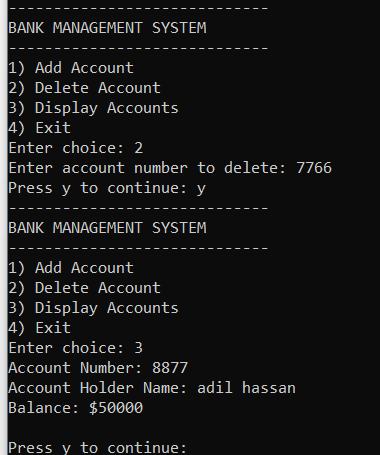 -----------------------------
BANK MANAGEMENT SYSTEM
-----------------------------
1) Add Account
2) Delete Account
3) Display Accounts
4) Exit
Enter choice: 2
Enter account number to delete: 7766
Press y to continue: y
-----------------------------
BANK MANAGEMENT SYSTEM
-----------------------------
1) Add Account
2) Delete Account
3) Display Accounts
4) Exit
Enter choice: 3
Account Number: 8877
Account Holder Name: adil hassan
Balance: $50000
Press y to continue: